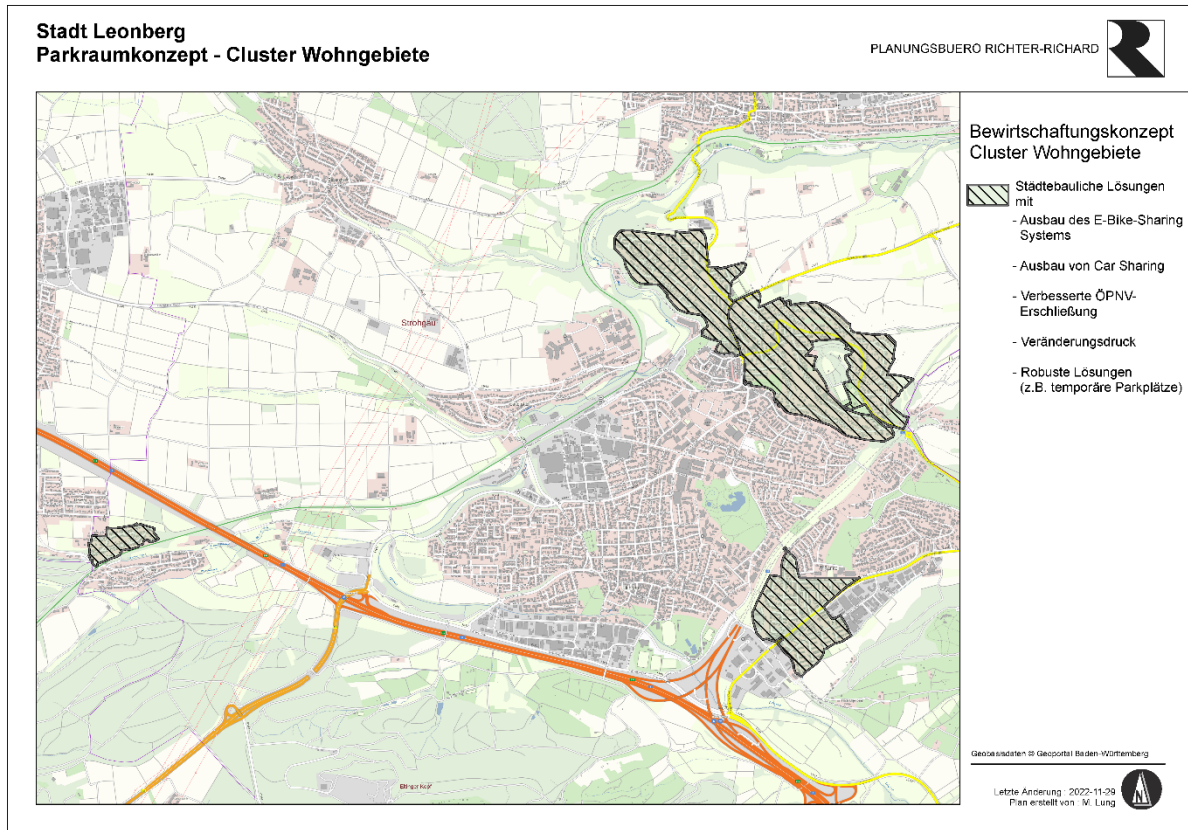 Stadt Leonberg
Parkraumkonzept - Cluster Wohngebiete
PLANUNGSBUERO RICHTER-RICHARD
Bewirtschaftungskonzept
Cluster Wohngebiete
Städtebauliche Lösungen
mit
- Ausbau des E-Bike-Sharing
Systems
- Ausbau von Car Sharing
- Verbesserte ÖPNV-
Erschließung
- Veränderungsdruck
- Robuste Lösungen
(z.B. temporäre Parkplätze)
Strohgäu
Geobasisdaten © Geoportal Baden-Württemberg
Letzte Änderung : 2022-11-29
Plan erstellt von : M. Lung